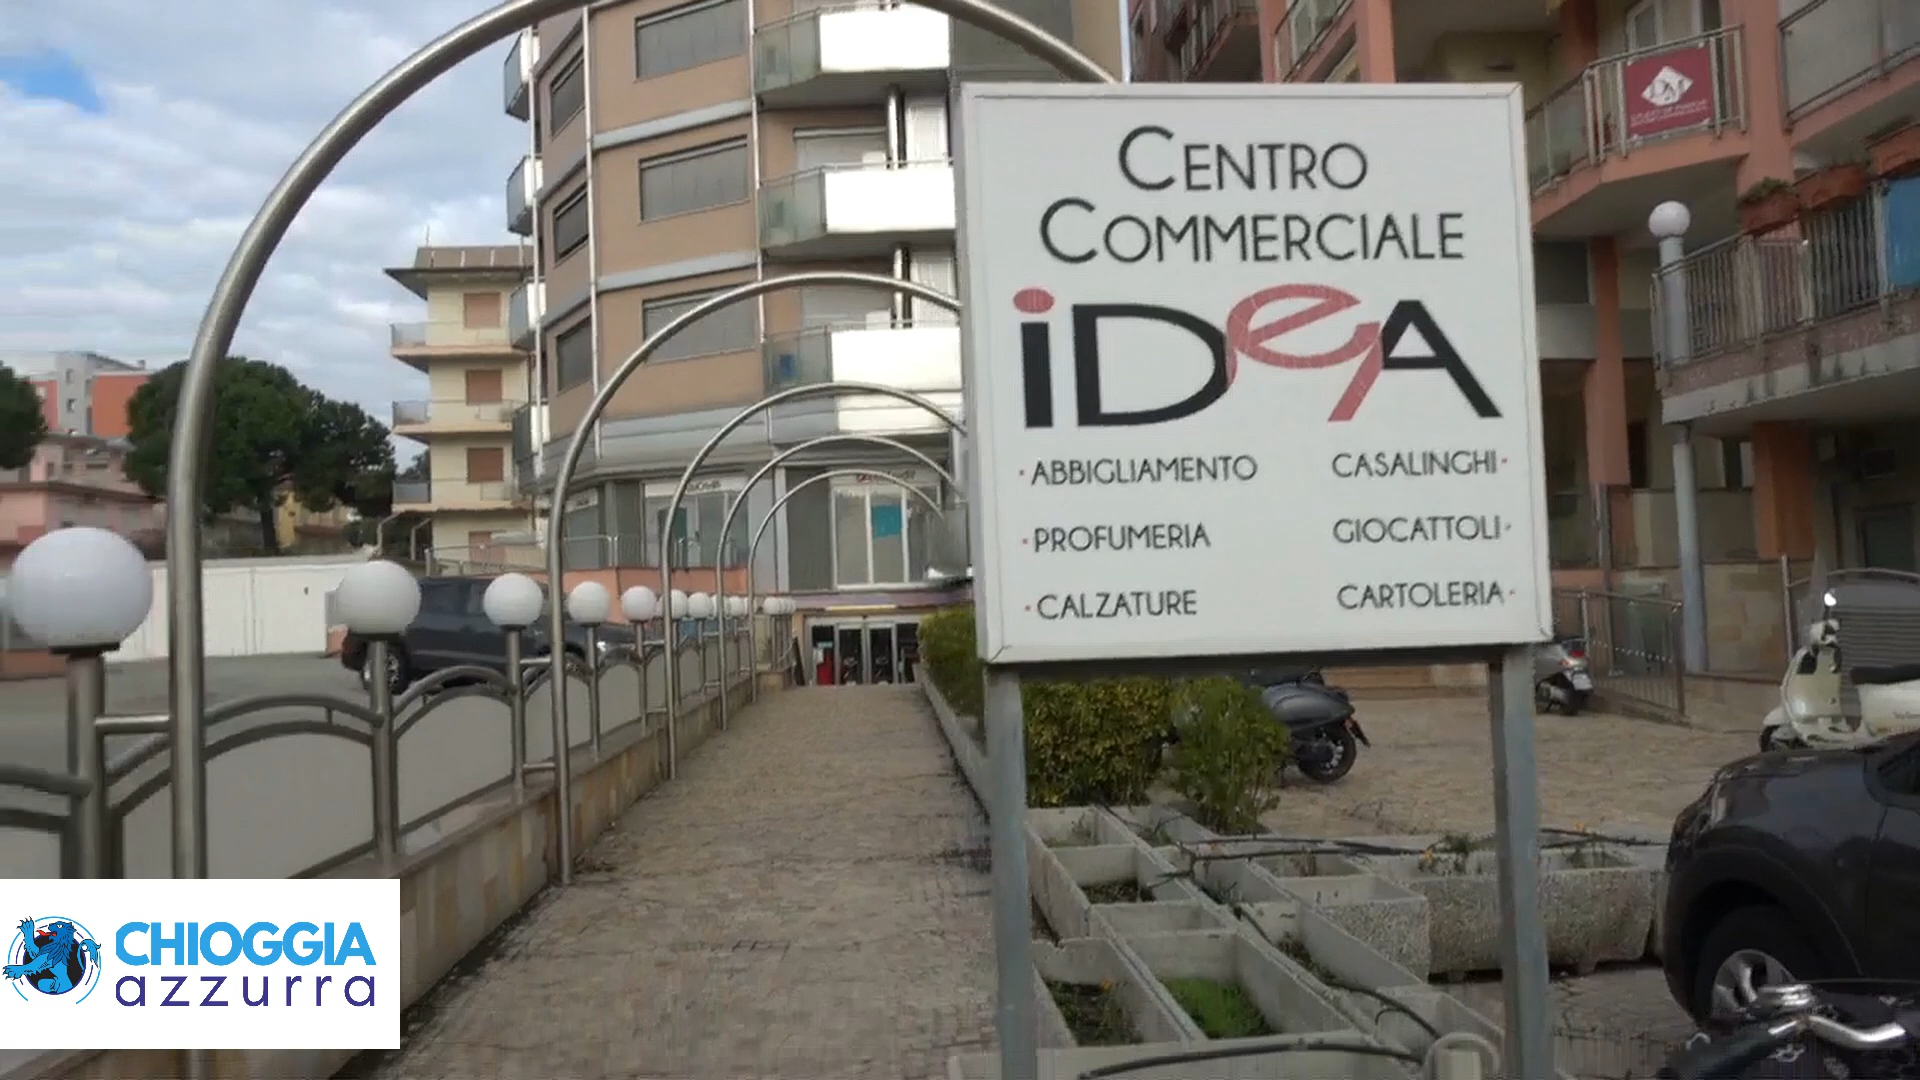 CENTRO
COMMERCIALE
iDeA
ABBIGLIAMENTO CASALINGHI
PROFUMERIA GIOCATTOLI
CALZATURE CARTOLERIA
CHIOGGIA
azzurra